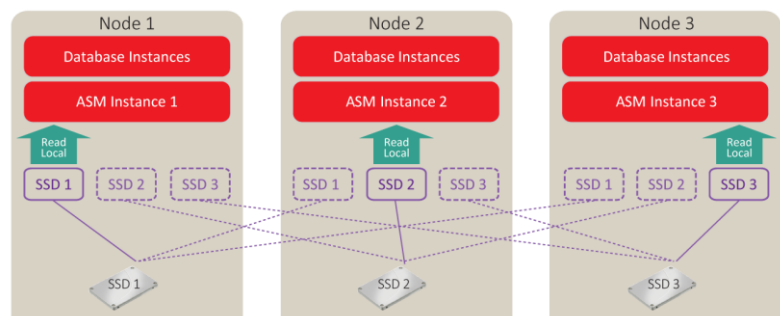 Node 1
Node 2
Node 3
Database Instances
Database Instances
Database Instances
ASM Instance 1
ASM Instance 2
ASM Instance 3
Read
Local
Read
Local
Read
Local
SSD 1
SSD 2
SSD 3
SSD 1
SSD 2
SSD 3
SSD 1
SSD 2
SSD 3
SSD 1
SSD 2
SSD 3